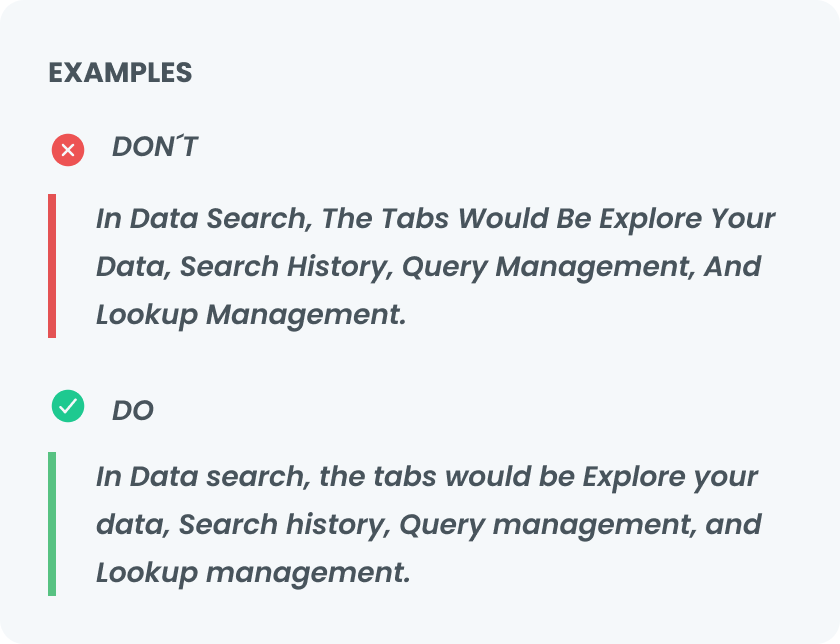 EXAMPLES
DON´T
In Data Search, The Tabs Would Be Explore Your
Data, Search History, Query Management, And
Lookup Management.
DO
In Data search, the tabs would be Explore your
data, Search history, Query management, and
Lookup management.